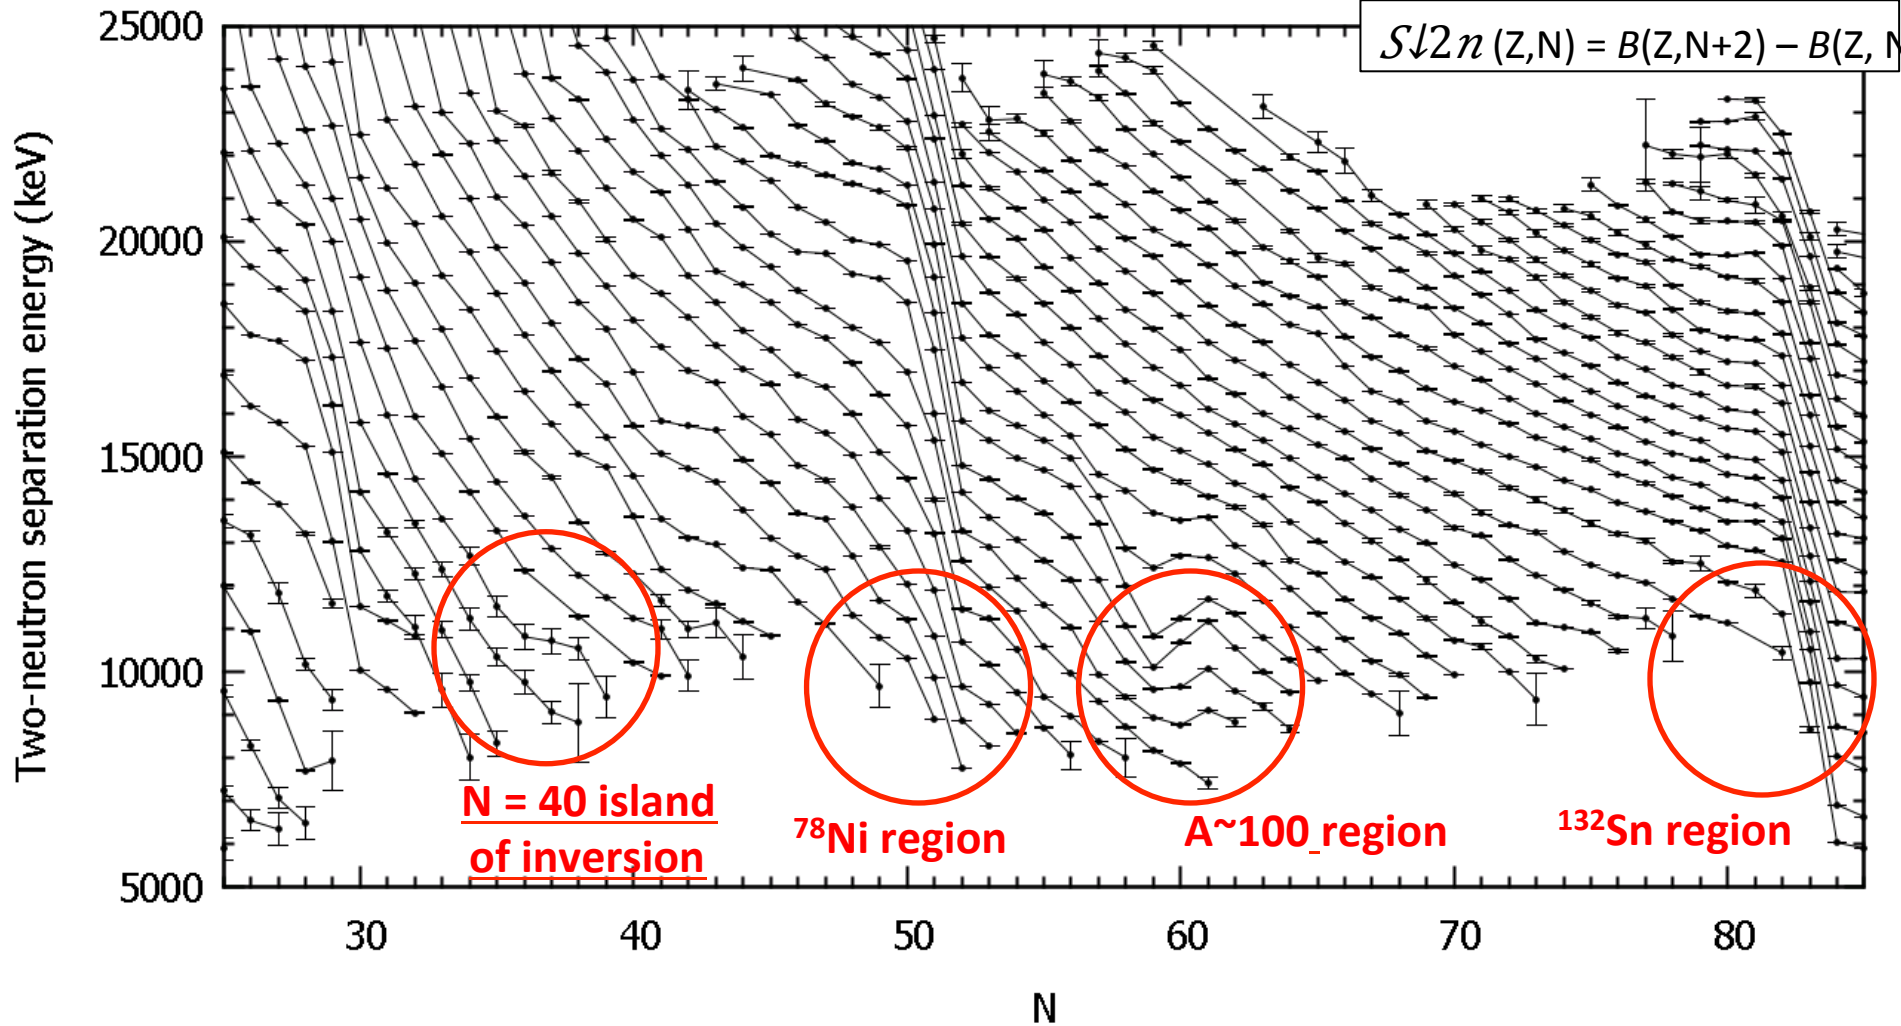 25000
20000
15000
10000
5000
Two-neutron separation energy (keV)
S↓2n (Z,N) = B(Z,N+2) – B(Z, N
N = 40 island
of inversion
⁷⁸Ni region
A~100 region
¹³²Sn region
30 40 50 60 70 80
N